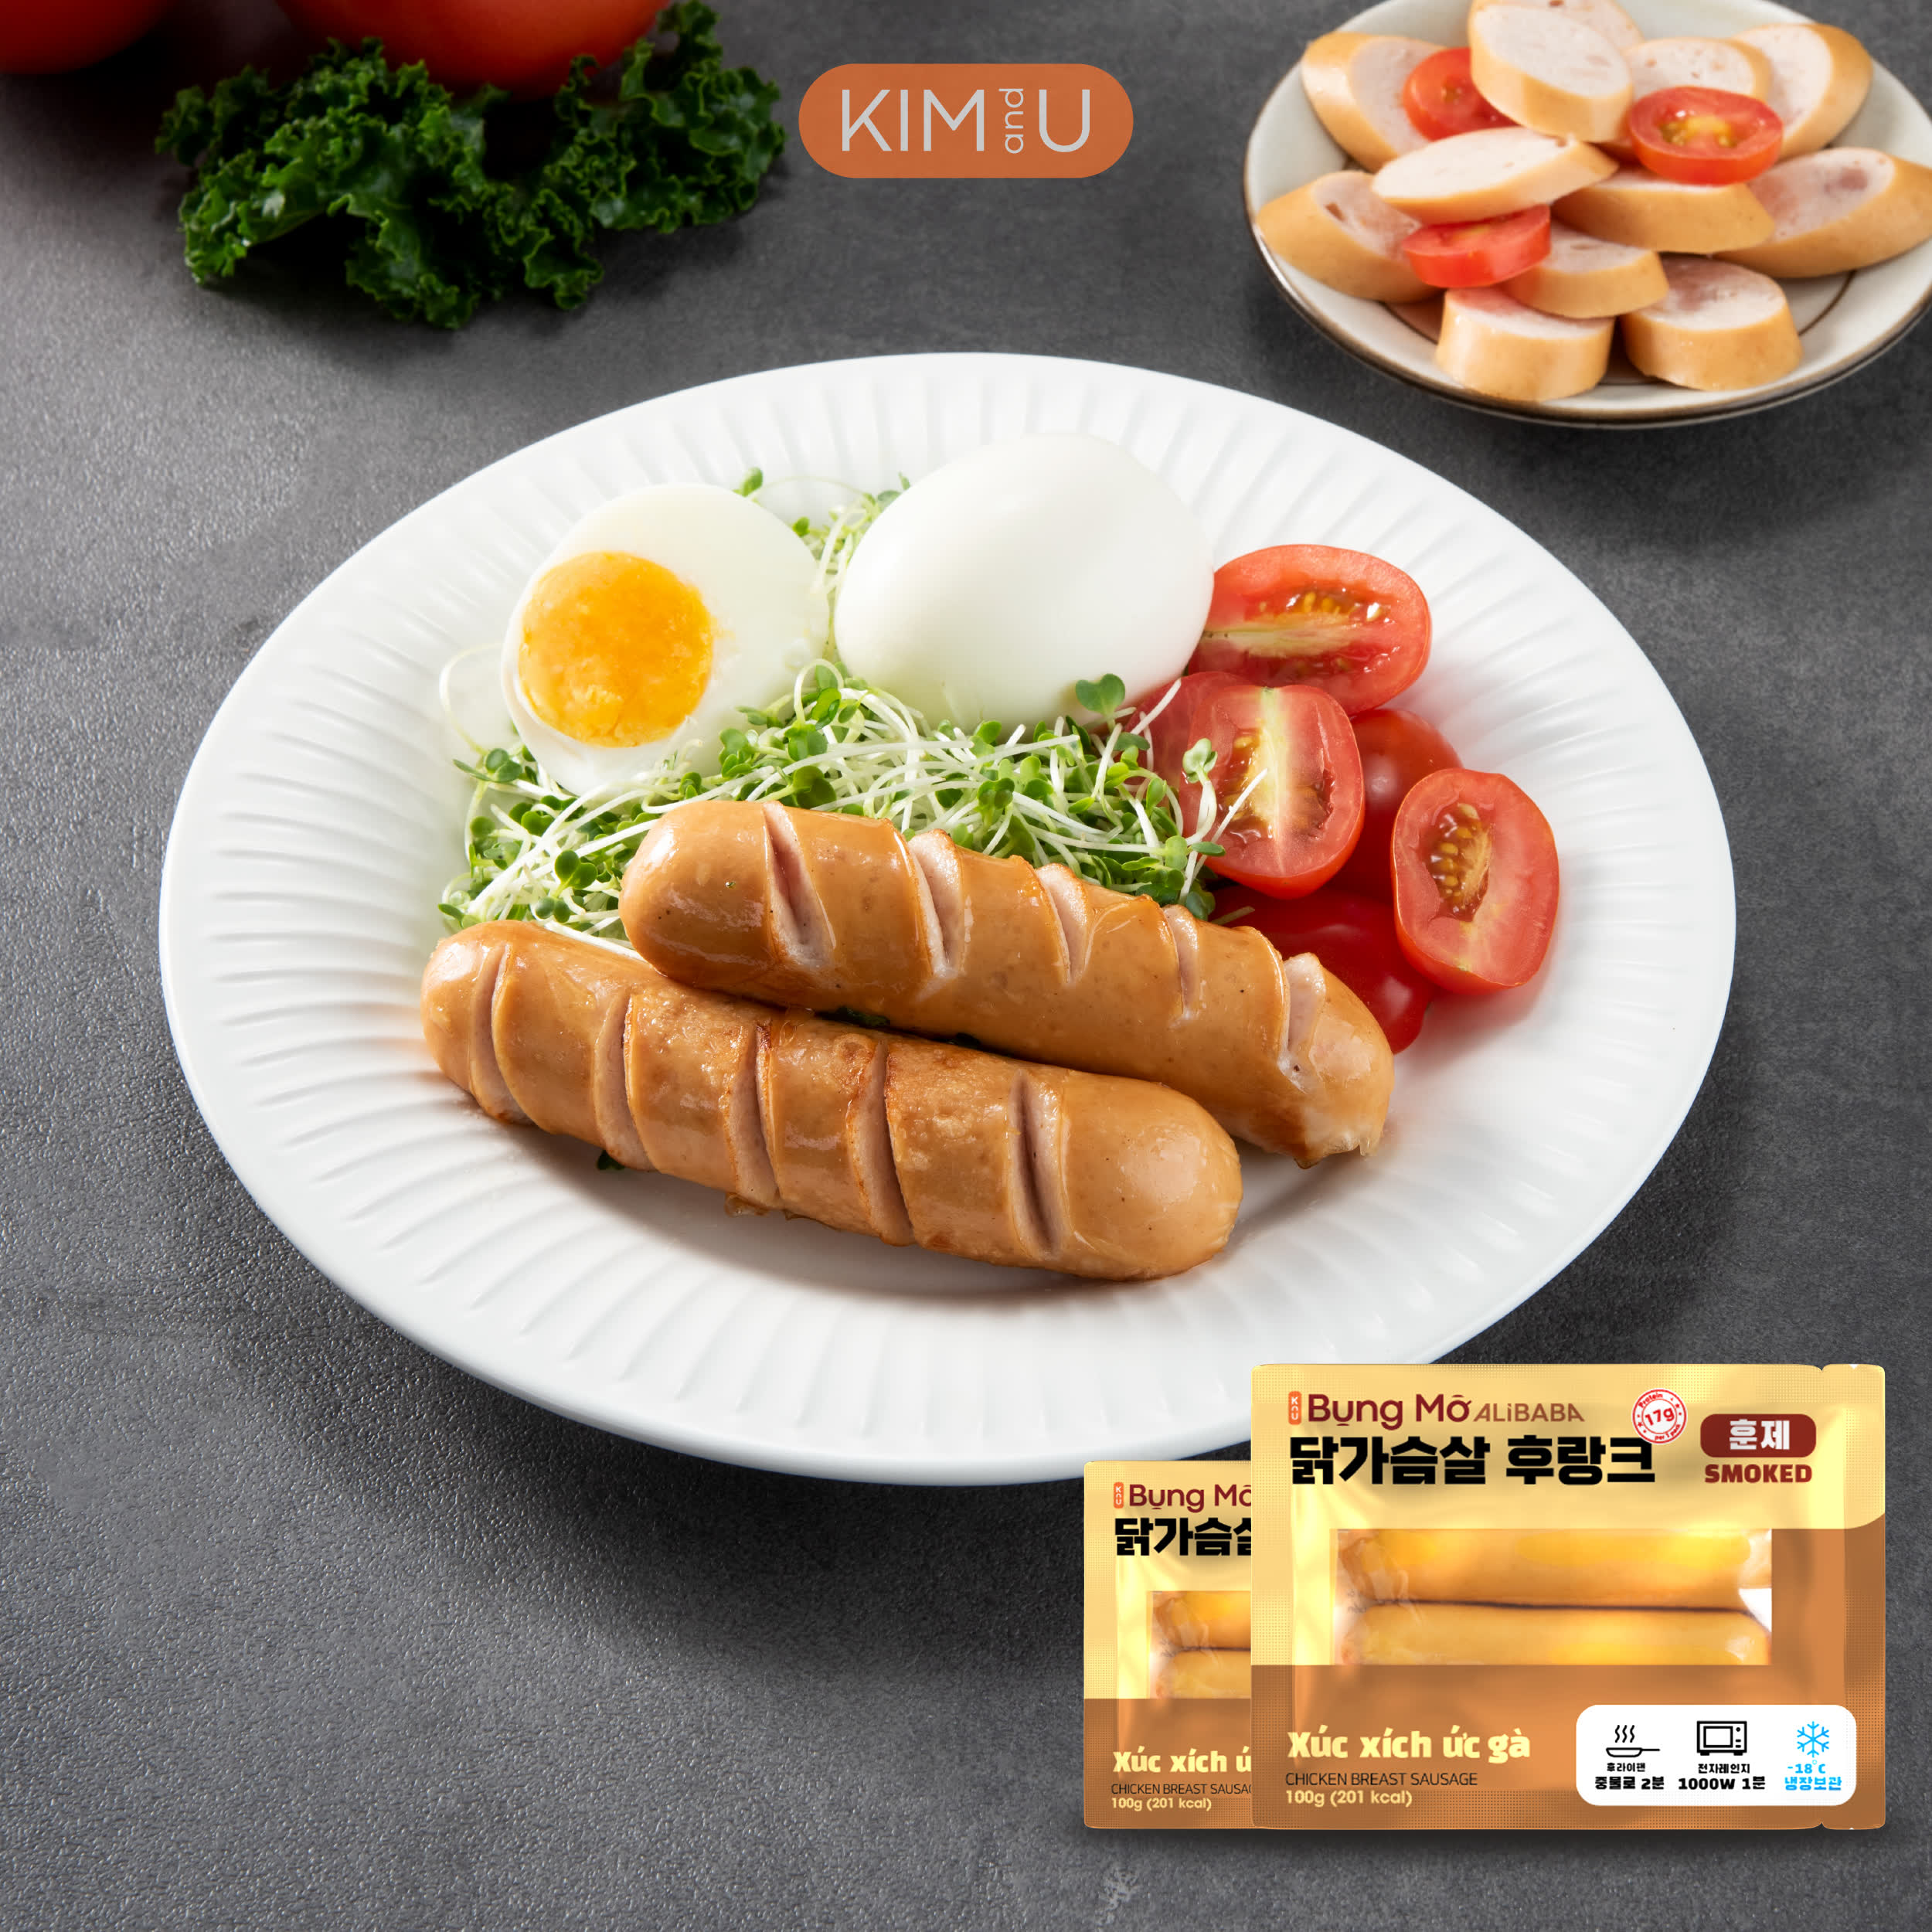 KIM and U
KnU Bụng Mỡ ALiBABA
Protein 17g per 1 pack
닭가슴살 후랑크
훈제
SMOKED
Xúc xích ức gà
CHICKEN BREAST SAUSAGE
100g (201 kcal)
후라이팬
중불로 2분
전자레인지
1000W 1분
-18°C
냉장보관
KnU Bụng Mỡ
닭가슴살
Xúc xích ứ
CHICKEN BREAST SAUSAG
100g (201 kcal)